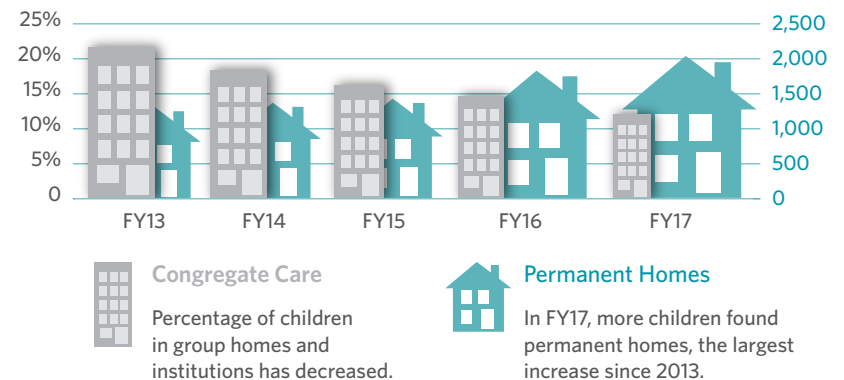 25%
2,500
20%
2,000
15%
1,500
10%
1,000
5%
500
0
0
FY13
FY14
FY15
FY16
FY17
Congregate Care
Percentage of children
in group homes and
institutions has decreased.
Permanent Homes
In FY17, more children found
permanent homes, the largest
increase since 2013.